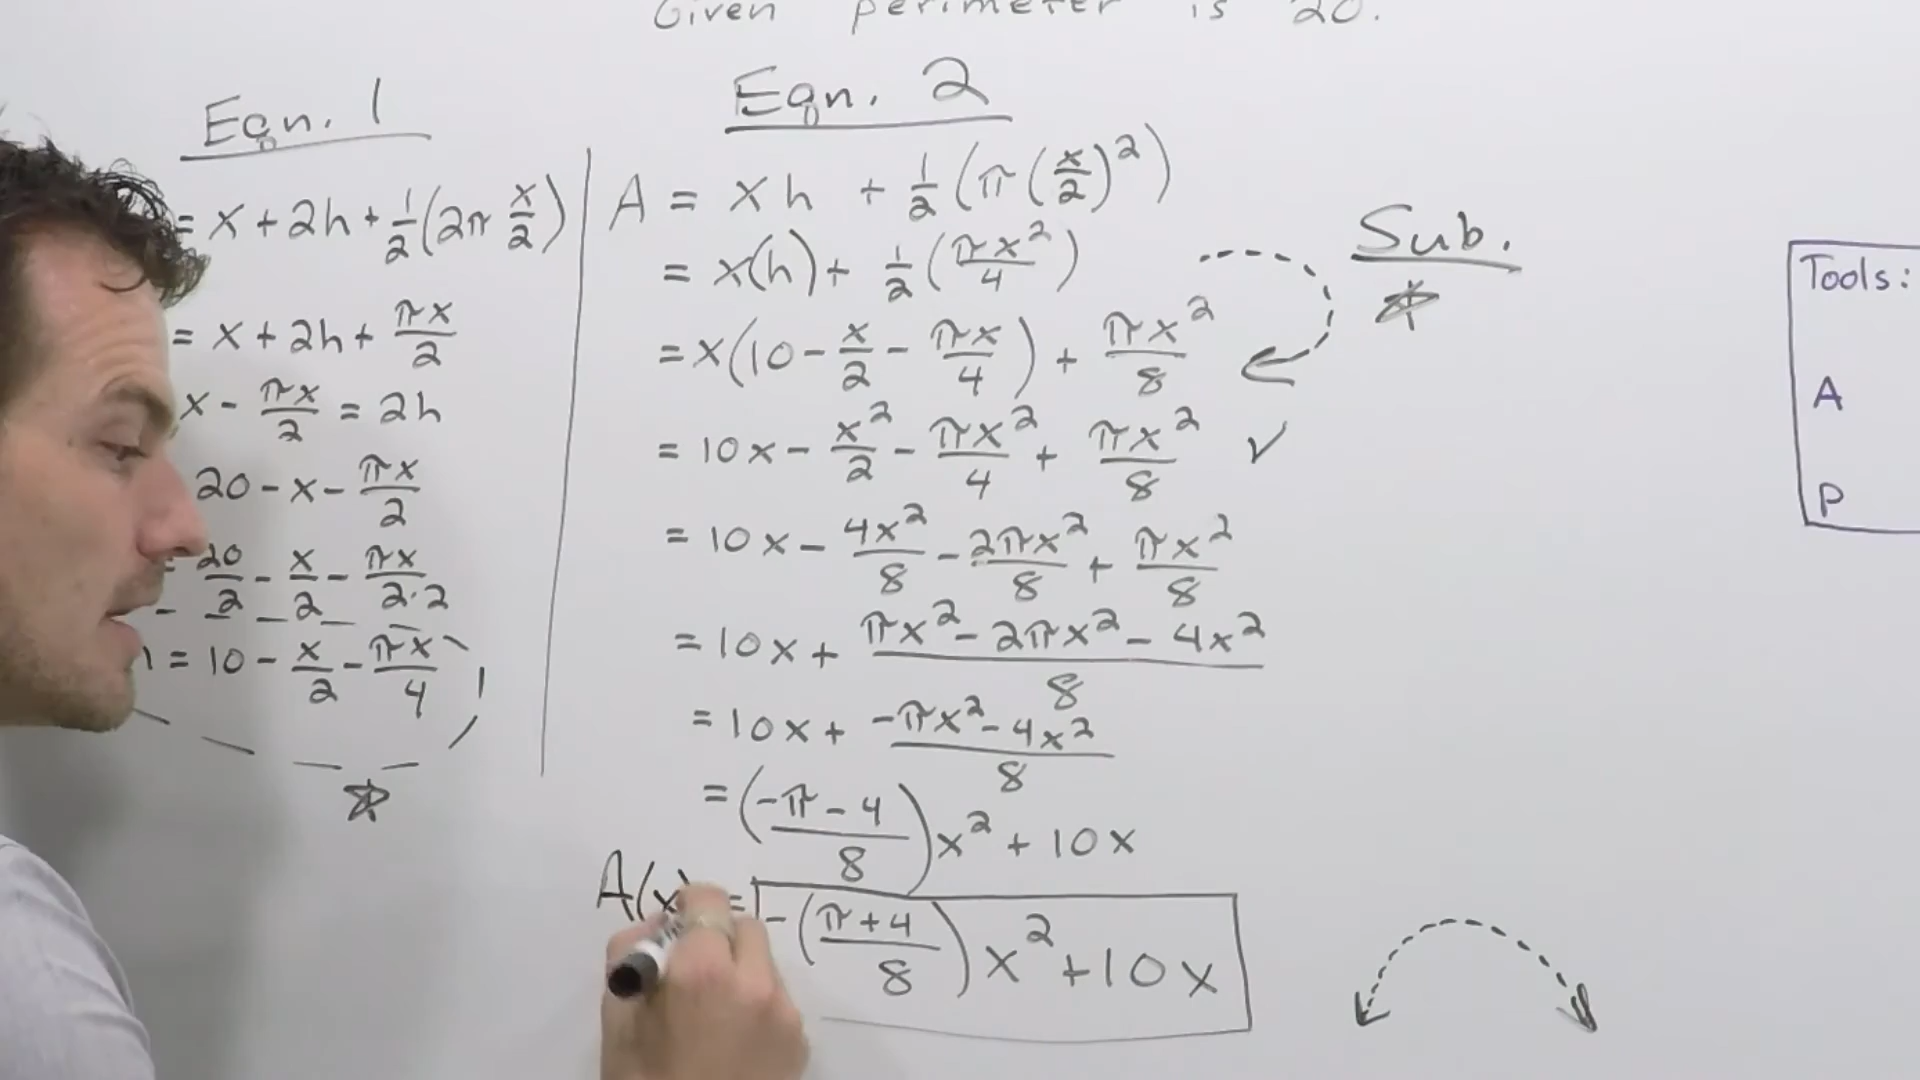 Given perimeter is 20.
Eqn. 1
= x + 2h + 1/2 (2π x/2)
= x + 2h + πx/2
x - πx/2 = 2h
20 - x - πx/2
= 20/2 - x/2 - πx/2·2
h = 10 - x/2 - πx/4
Eqn. 2
A = xh + 1/2 (π(x/2)²)
= x(h) + 1/2 (πx²/4)
= x(10 - x/2 - πx/4) + πx²/8
= 10x - x²/2 - πx²/4 + πx²/8 ✓
= 10x - 4x²/8 - 2πx²/8 + πx²/8
= 10x + (πx² - 2πx² - 4x²)/8
= 10x + (-πx² - 4x²)/8
= ((-π - 4)/8)x² + 10x
A(x) = -((π + 4)/8)x² + 10x
Sub.
Tools:
A
P